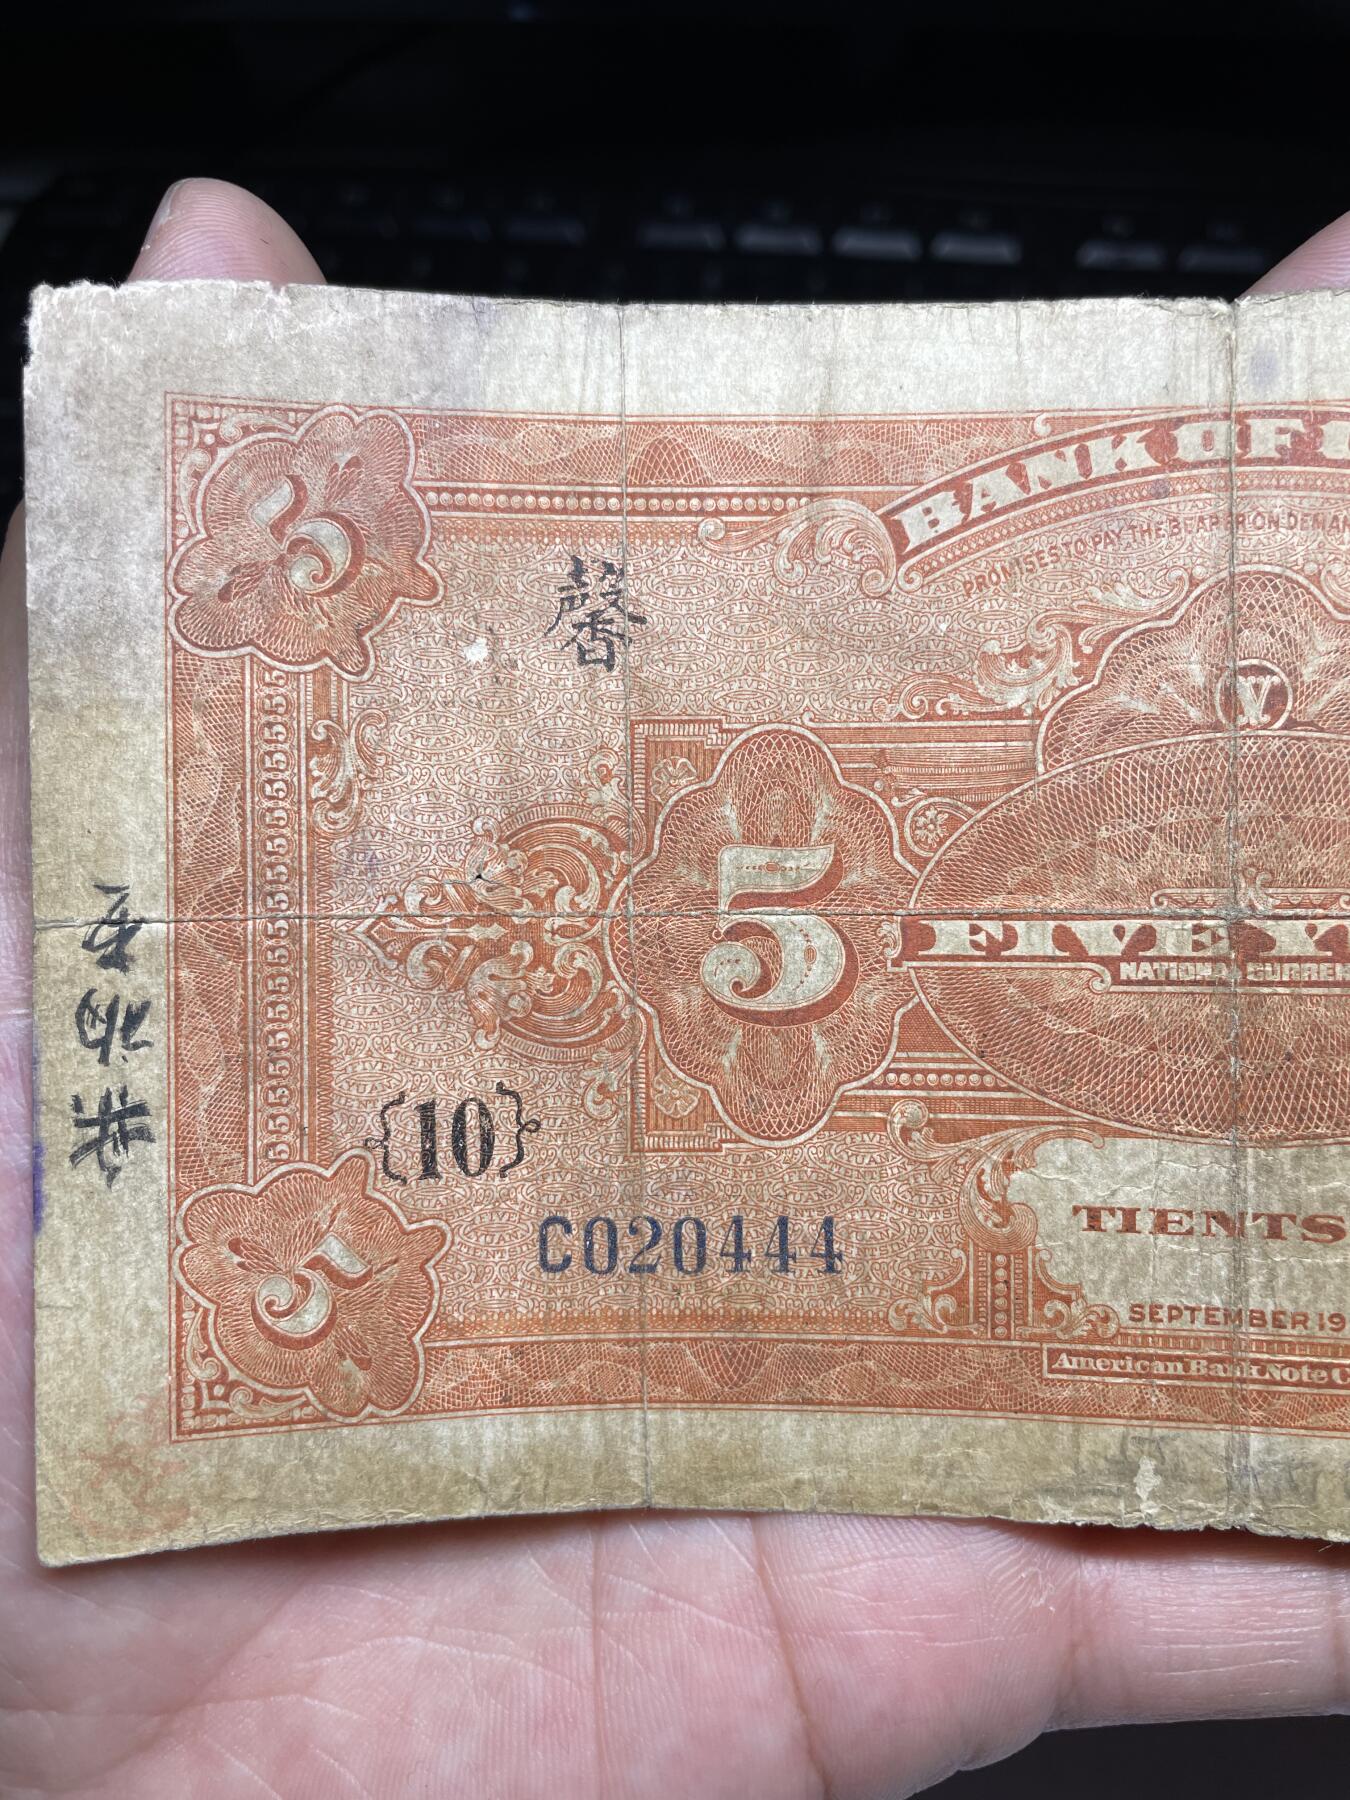 BANK OF
PROMISES TO PAY THE BEARER ON DEMAN
5
馨
V
5
FIVE Y
NATIONAL CURREN
{10}
C020444
5
TIENTS
SEPTEMBER 19
American Bank Note C